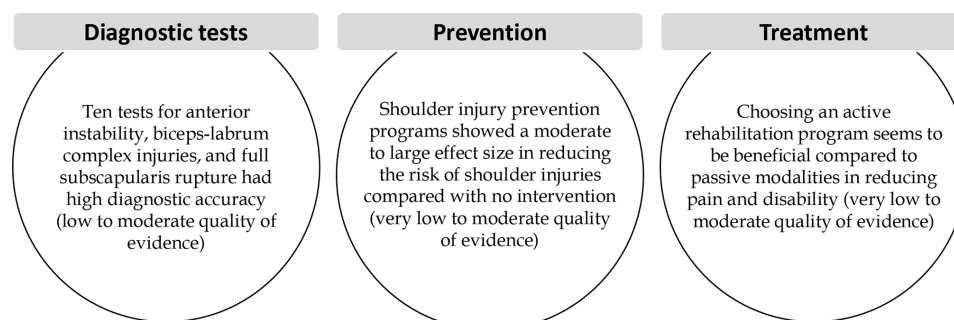 Diagnostic tests
Ten tests for anterior
instability, biceps-labrum
complex injuries, and full
subscapularis rupture had
high diagnostic accuracy
(low to moderate quality of
evidence)
Prevention
Shoulder injury prevention
programs showed a moderate
to large effect size in reducing
the risk of shoulder injuries
compared with no intervention
(very low to moderate quality
of evidence)
Treatment
Choosing an active
rehabilitation program seems to
be beneficial compared to
passive modalities in reducing
pain and disability (very low to
moderate quality of evidence)